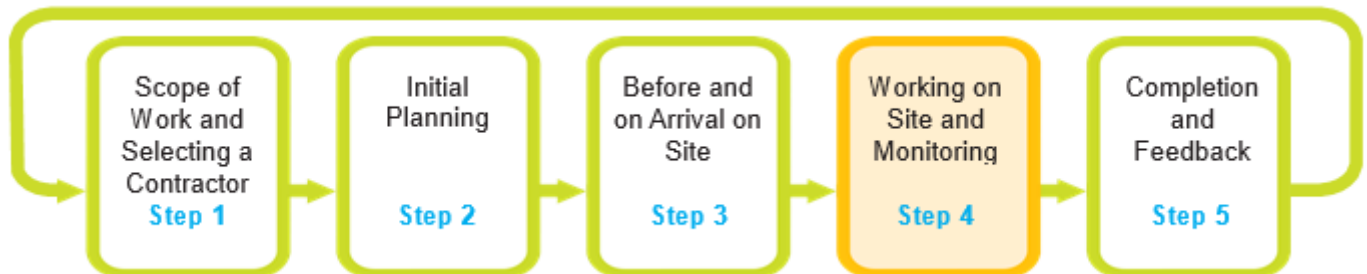 Scope of
Work and
Selecting a
Contractor
Step 1
Initial
Planning
Step 2
Before and
on Arrival on
Site
Step 3
Working on
Site and
Monitoring
Step 4
Completion
and
Feedback
Step 5